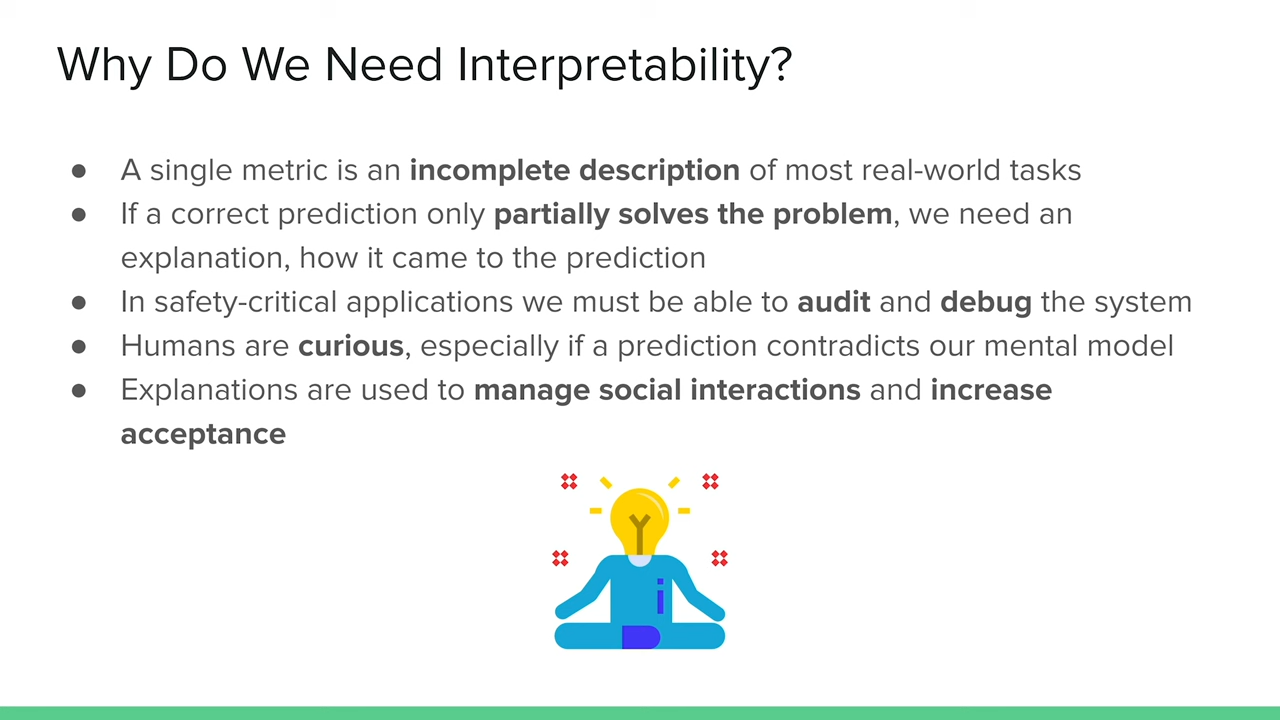 Why Do We Need Interpretability?
● A single metric is an incomplete description of most real-world tasks
● If a correct prediction only partially solves the problem, we need an
explanation, how it came to the prediction
● In safety-critical applications we must be able to audit and debug the system
● Humans are curious, especially if a prediction contradicts our mental model
● Explanations are used to manage social interactions and increase
acceptance